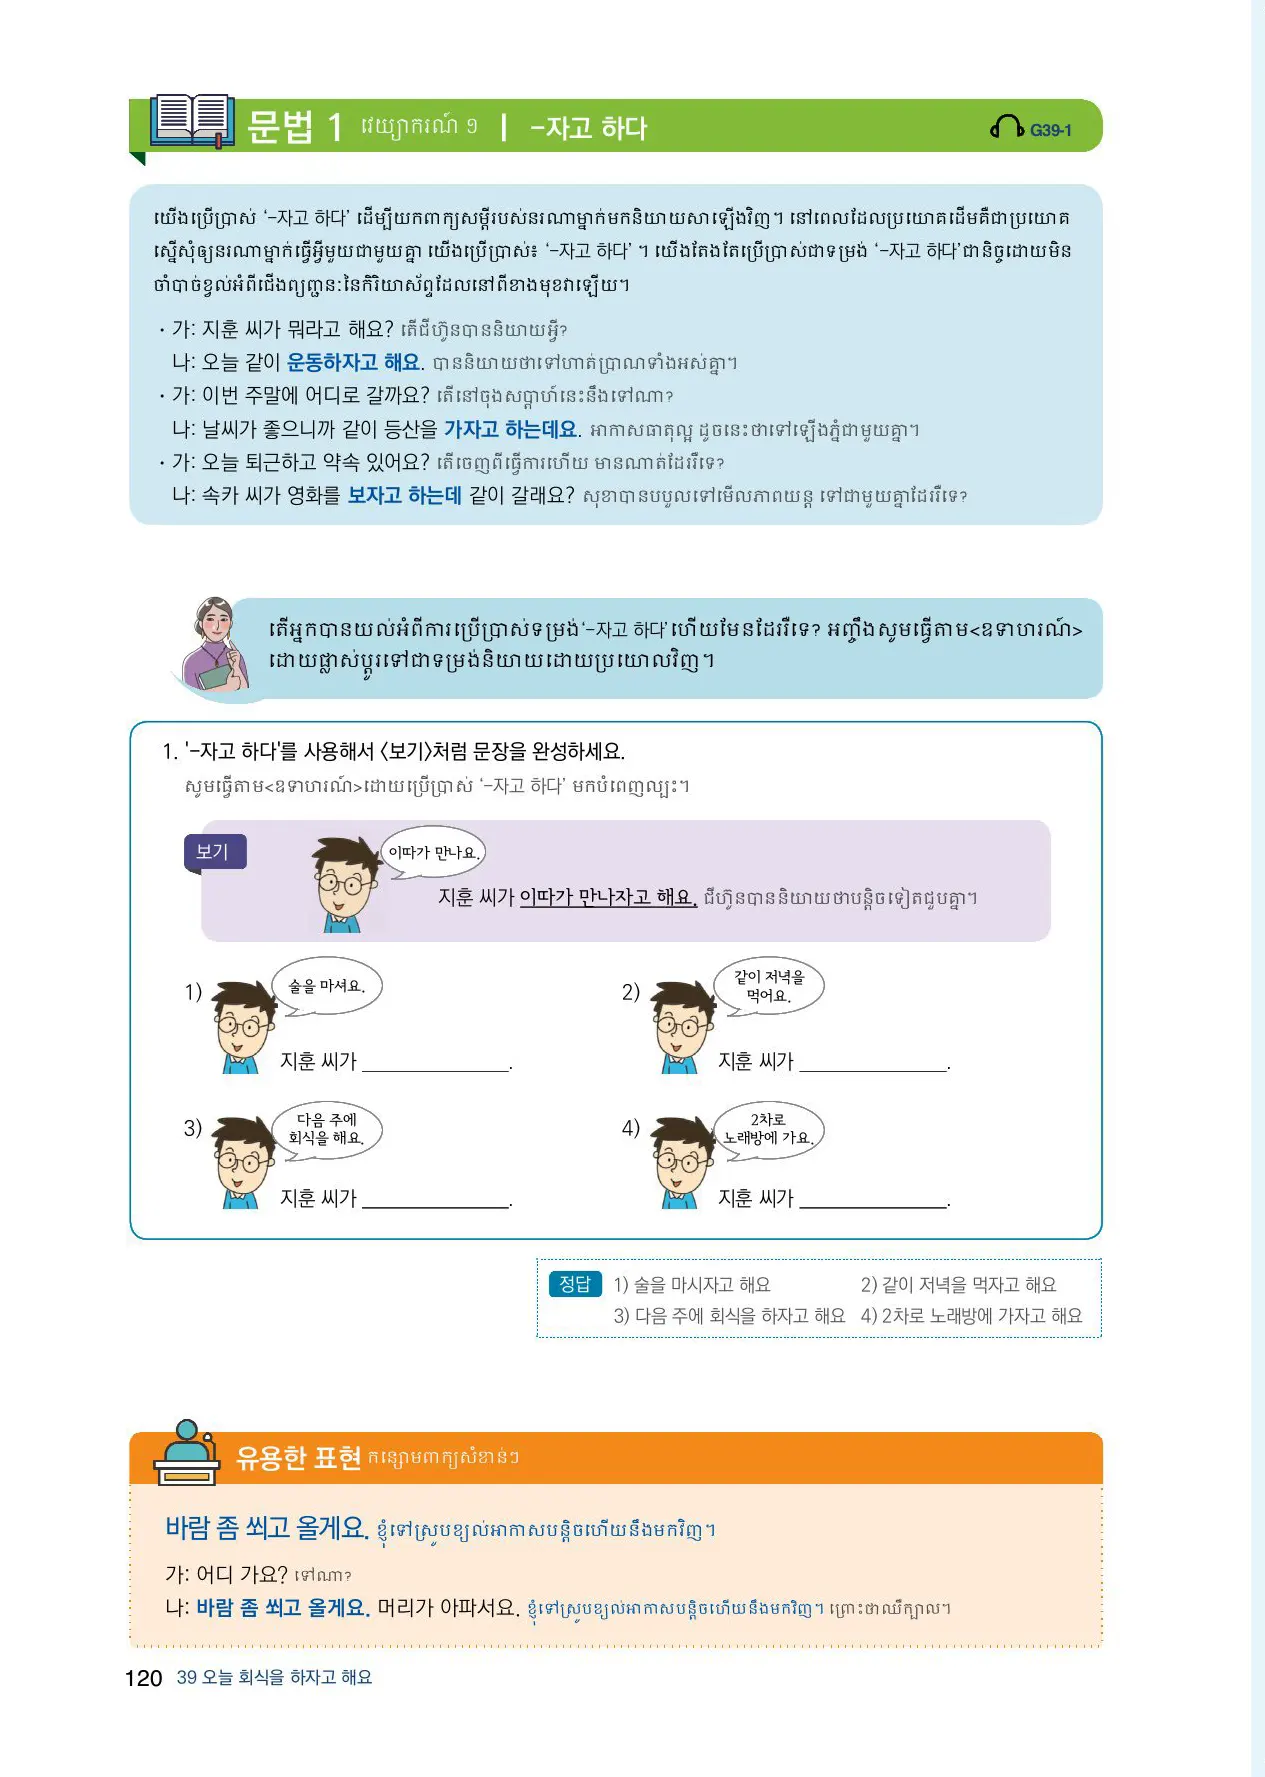 문법 1 វេយ្យាករណ៍ ១ | -자고 하다 G39-1
យើងប្រើប្រាស់ ‘-자고 하다’ ដើម្បីយកពាក្យសម្តីរបស់នរណាម្នាក់មកនិយាយសាឡើងវិញ។ នៅពេលដែលប្រយោគដើមគឺជាប្រយោគ
ស្នើសុំឲ្យនរណាម្នាក់ធ្វើអ្វីមួយជាមួយគ្នា យើងប្រើប្រាស់៖ ‘-자고 하다’ ។ យើងតែងតែប្រើប្រាស់ជាទម្រង់ ‘-자고 하다’ជានិច្ចដោយមិន
ចាំបាច់ខ្វល់អំពីជើងព្យញ្ជនៈនៃកិរិយាស័ព្ទដែលនៅពីខាងមុខវាឡើយ។
· 가: 지훈 씨가 뭐라고 해요? តើជីហ៊ូនបាននិយាយអ្វី?
나: 오늘 같이 운동하자고 해요. បាននិយាយថាទៅហាត់ប្រាណទាំងអស់គ្នា។
· 가: 이번 주말에 어디로 갈까요? តើនៅចុងសប្តាហ៍នេះនឹងទៅណា?
나: 날씨가 좋으니까 같이 등산을 가자고 하는데요. អាកាសធាតុល្អ ដូចនេះថាទៅឡើងភ្នំជាមួយគ្នា។
· 가: 오늘 퇴근하고 약속 있어요? តើចេញពីធ្វើការហើយ មានណាត់ដែររឺទេ?
나: 속카 씨가 영화를 보자고 하는데 같이 갈래요? សុខាបានបបួលទៅមើលភាពយន្ត ទៅជាមួយគ្នាដែររឺទេ?
តើអ្នកបានយល់អំពីការប្រើប្រាស់ទម្រង់‘-자고 하다’ហើយមែនដែររឺទេ? អញ្ចឹងសូមធ្វើតាម<ឧទាហរណ៍>
ដោយផ្លាស់ប្តូរទៅជាទម្រង់និយាយដោយប្រយោលវិញ។
1. '-자고 하다'를 사용해서 〈보기〉처럼 문장을 완성하세요.
សូមធ្វើតាម<ឧទាហរណ៍>ដោយប្រើប្រាស់ ‘-자고 하다’ មកបំពេញល្បះ។
보기
이따가 만나요.
지훈 씨가 이따가 만나자고 해요. ជីហ៊ូនបាននិយាយថាបន្តិចទៀតជួបគ្នា។
1) 술을 마셔요.
지훈 씨가 ______________.
2) 같이 저녁을
먹어요.
지훈 씨가 ______________.
3) 다음 주에
회식을 해요.
지훈 씨가 ______________.
4) 2차로
노래방에 가요.
지훈 씨가 ______________.
정답 1) 술을 마시자고 해요 2) 같이 저녁을 먹자고 해요
3) 다음 주에 회식을 하자고 해요 4) 2차로 노래방에 가자고 해요
유용한 표현 កន្សោមពាក្យសំខាន់ៗ
바람 좀 쐬고 올게요. ខ្ញុំទៅស្រូបខ្យល់អាកាសបន្តិចហើយនឹងមកវិញ។
가: 어디 가요? ទៅណា?
나: 바람 좀 쐬고 올게요. 머리가 아파서요. ខ្ញុំទៅស្រូបខ្យល់អាកាសបន្តិចហើយនឹងមកវិញ។ ព្រោះថាឈឺក្បាល។
120 39 오늘 회식을 하자고 해요